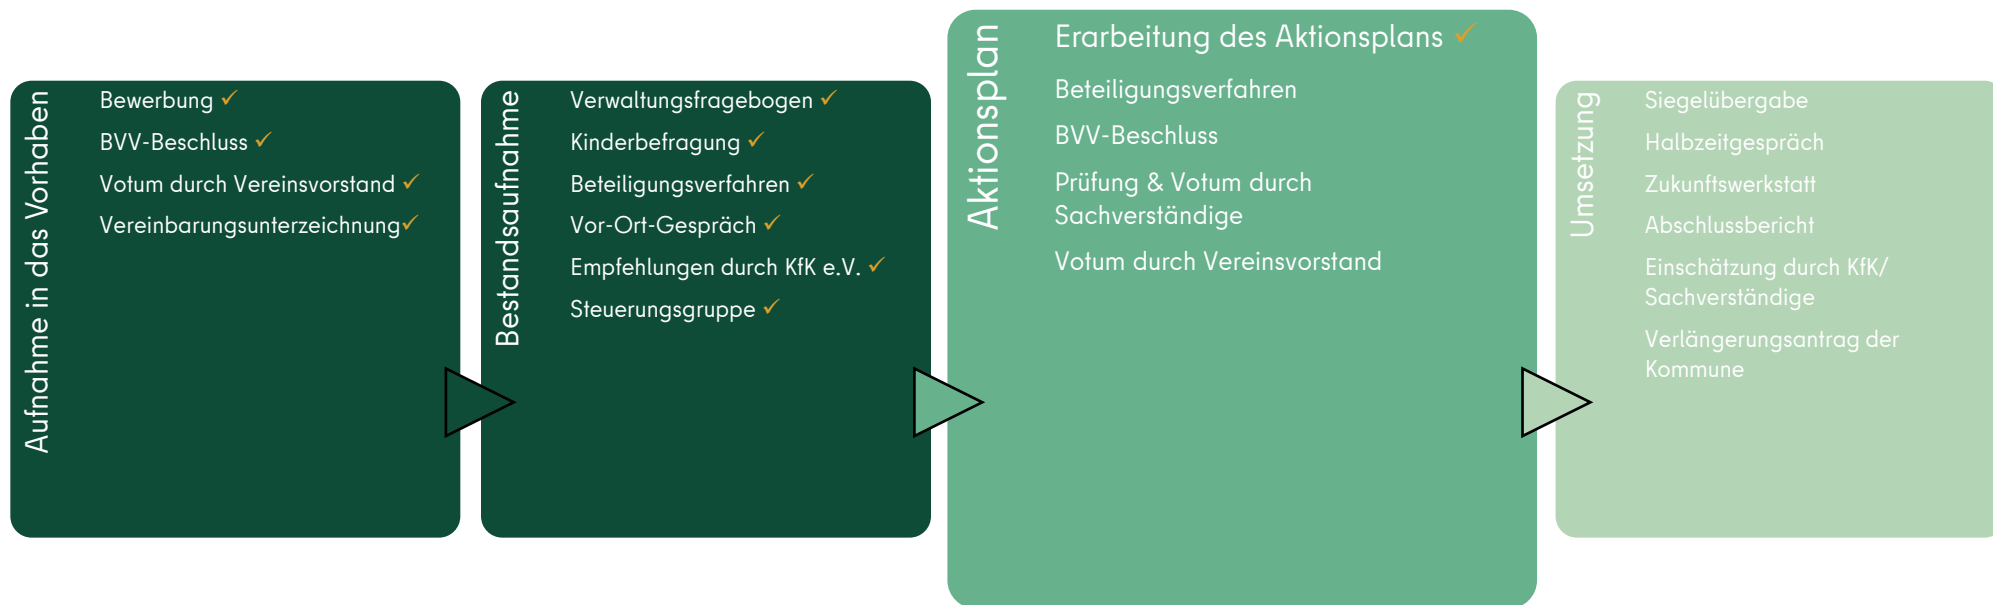 Aufnahme in das Vorhaben
Bewerbung ✓
BVV-Beschluss ✓
Votum durch Vereinsvorstand ✓
Vereinbarungsunterzeichnung✓
Bestandsaufnahme
Verwaltungsfragebogen ✓
Kinderbefragung ✓
Beteiligungsverfahren ✓
Vor-Ort-Gespräch ✓
Empfehlungen durch KfK e.V. ✓
Steuerungsgruppe ✓
Aktionsplan
Erarbeitung des Aktionsplans ✓
Beteiligungsverfahren
BVV-Beschluss
Prüfung & Votum durch
Sachverständige
Votum durch Vereinsvorstand
Umsetzung
Siegelübergabe
Halbzeitgespräch
Zukunftswerkstatt
Abschlussbericht
Einschätzung durch KfK/
Sachverständige
Verlängerungsantrag der
Kommune